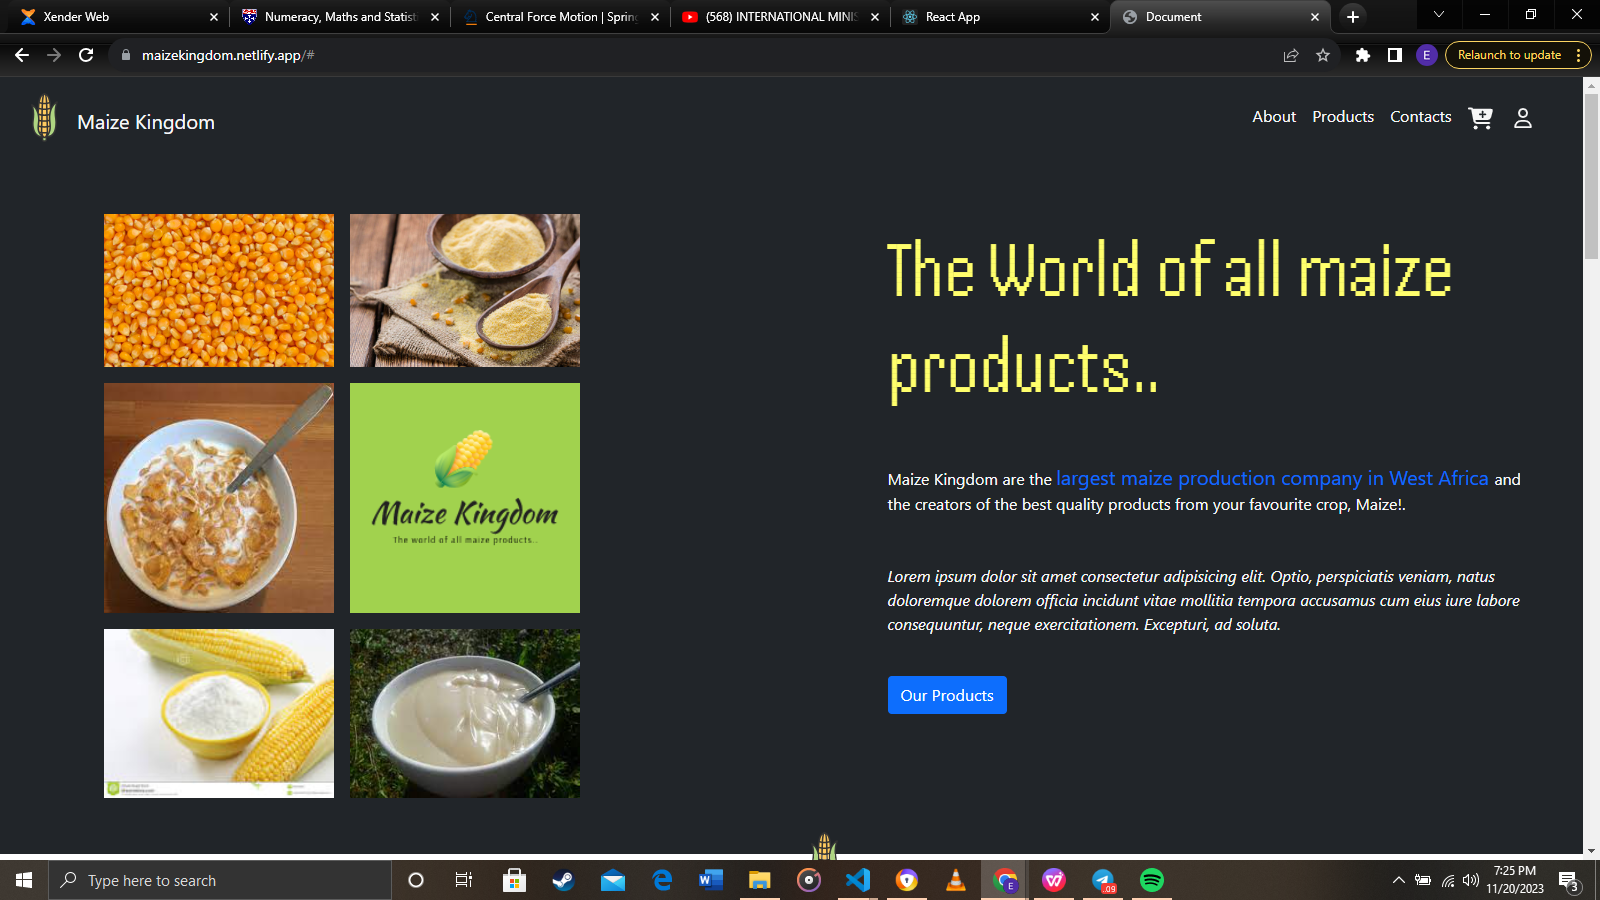 Xender Web
Numeracy, Maths and Statist
Central Force Motion | Spring
(568) INTERNATIONAL MINIS
React App
Document
maizekingdom.netlify.app/#
E
Relaunch to update
Maize Kingdom
About
Products
Contacts
The World of all maize
products..
Maize Kingdom
The world of all maize products..
Maize Kingdom are the largest maize production company in West Africa and
the creators of the best quality products from your favourite crop, Maize!.
Lorem ipsum dolor sit amet consectetur adipisicing elit. Optio, perspiciatis veniam, natus
doloremque dolorem officia incidunt vitae mollitia tempora accusamus cum eius iure labore
consequuntur, neque exercitationem. Excepturi, ad soluta.
Our Products
Type here to search
7:25 PM
11/20/2023
3